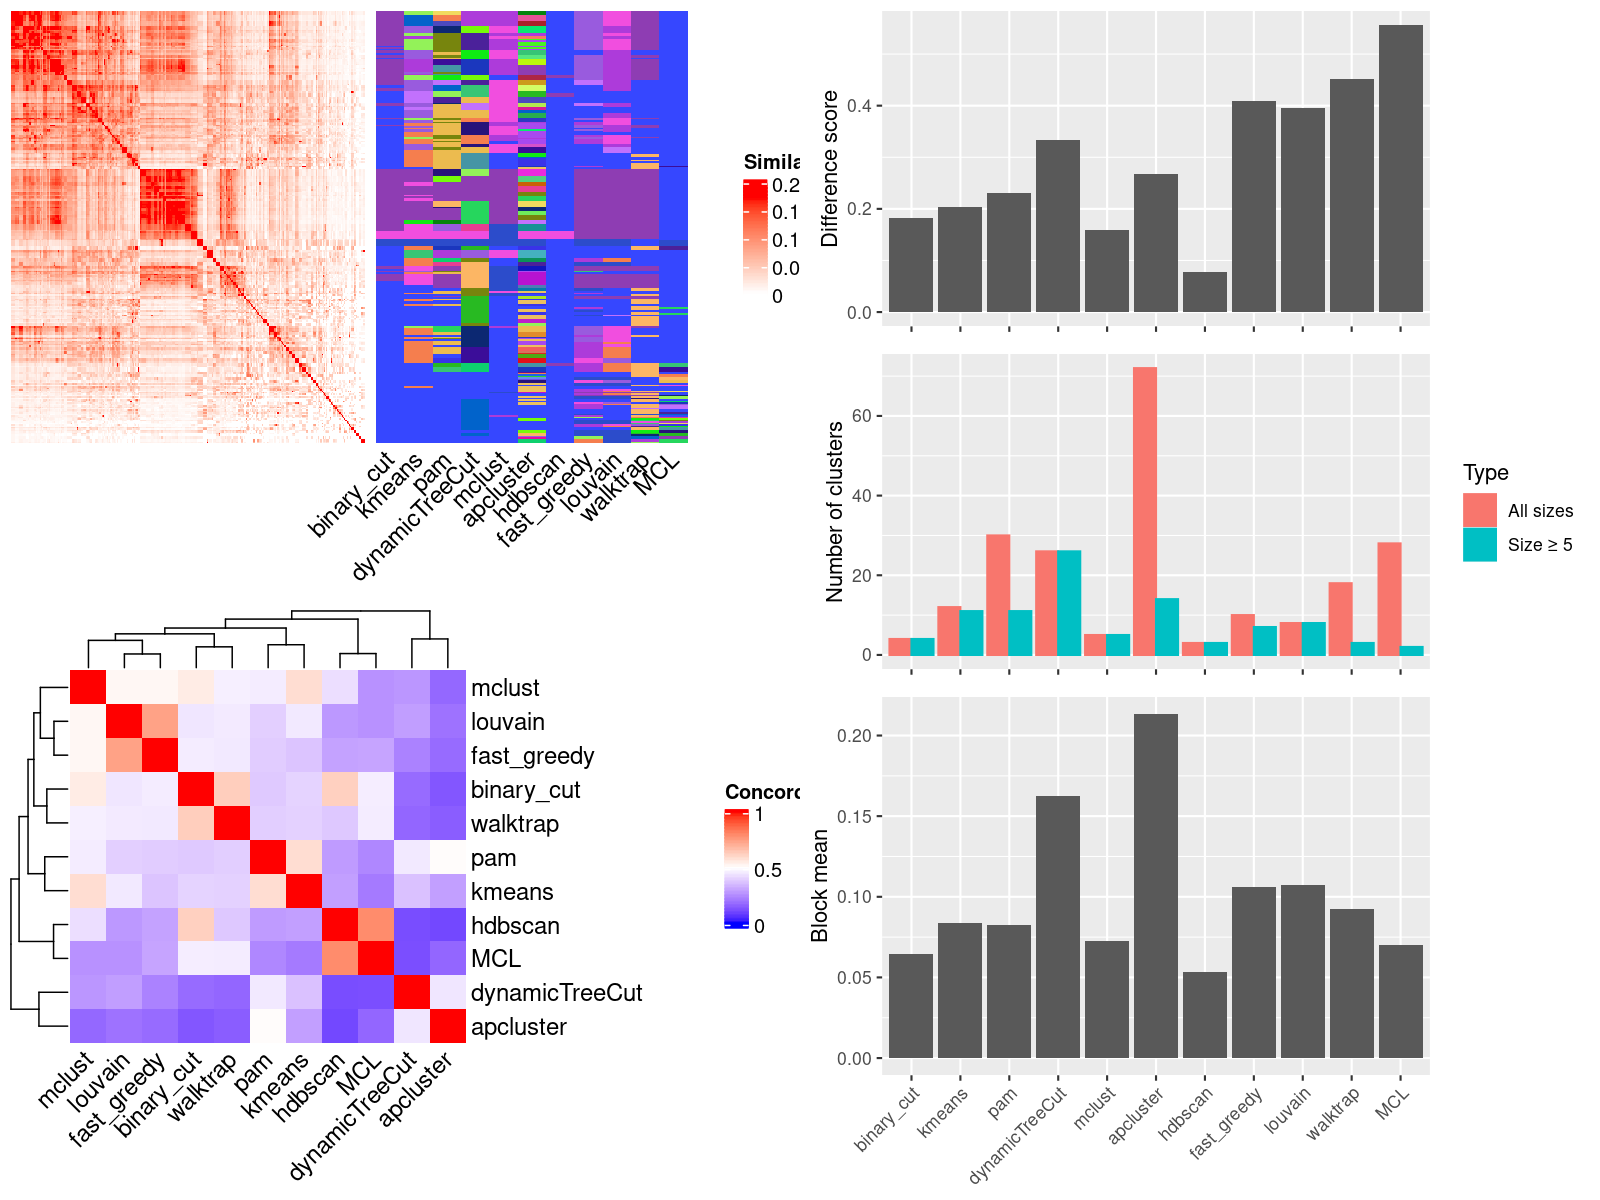 Simila
0.2
0.1
0.1
0.0
0
binary_cut
kmeans
pam
dynamicTreeCut
mclust
apcluster
hdbscan
fast_greedy
louvain
walktrap
MCL
mclust
louvain
fast_greedy
binary_cut
walktrap
pam
kmeans
hdbscan
MCL
dynamicTreeCut
apcluster
mclust
louvain
fast_greedy
binary_cut
walktrap
pam
kmeans
hdbscan
MCL
dynamicTreeCut
apcluster
Concord
1
0.5
0
Difference score
0.4
0.2
0.0
Number of clusters
60
40
20
0
Type
All sizes
Size ≥ 5
Block mean
0.20
0.15
0.10
0.05
0.00
binary_cut
kmeans
pam
dynamicTreeCut
mclust
apcluster
hdbscan
fast_greedy
louvain
walktrap
MCL